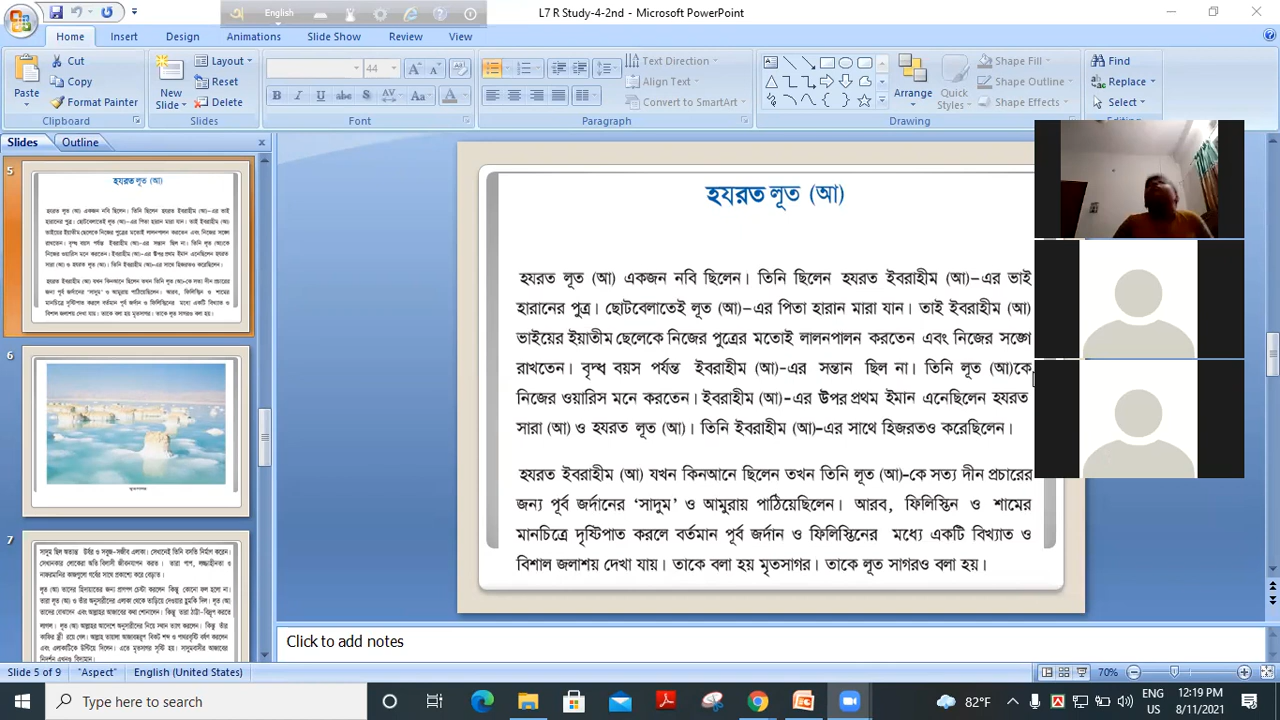 English
L7 R Study-4-2nd - Microsoft PowerPoint
Home Insert Design Animations Slide Show Review View
Paste Cut Copy Format Painter Clipboard
New Slide Layout Reset Delete Slides
44 Font
Text Direction Align Text Convert to SmartArt Paragraph
Arrange Quick Styles Shape Fill Shape Outline Shape Effects Drawing
Find Replace Select
Slides Outline
5
হযরত লূত (আ)
6
7
হযরত লূত (আ)
হযরত লূত (আ) একজন নবি ছিলেন। তিনি ছিলেন হযরত ইবরাহীম (আ)–এর ভাই
হারানের পুত্র। ছোটবেলাতেই লূত (আ)–এর পিতা হারান মারা যান। তাই ইবরাহীম (আ)
ভাইয়ের ইয়াতীম ছেলেকে নিজের পুত্রের মতোই লালনপালন করতেন এবং নিজের সঙ্গে
রাখতেন। বৃদ্ধ বয়স পর্যন্ত ইবরাহীম (আ)-এর সন্তান ছিল না। তিনি লূত (আ)কে
নিজের ওয়ারিস মনে করতেন। ইবরাহীম (আ)-এর উপর প্রথম ইমান এনেছিলেন হযরত
সারা (আ) ও হযরত লূত (আ)। তিনি ইবরাহীম (আ)–এর সাথে হিজরতও করেছিলেন।
হযরত ইবরাহীম (আ) যখন কিনআনে ছিলেন তখন তিনি লূত (আ)–কে সত্য দীন প্রচারের
জন্য পূর্ব জর্দানের ‘সাদুম’ ও আমুরায় পাঠিয়েছিলেন। আরব, ফিলিস্তিন ও শামের
মানচিত্রে দৃষ্টিপাত করলে বর্তমান পূর্ব জর্দান ও ফিলিস্তিনের মধ্যে একটি বিখ্যাত ও
বিশাল জলাশয় দেখা যায়। তাকে বলা হয় মৃতসাগর। তাকে লূত সাগরও বলা হয়।
Click to add notes
Slide 5 of 9 "Aspect" English (United States) 70%
Type here to search 82°F ENG US 12:19 PM 8/11/2021